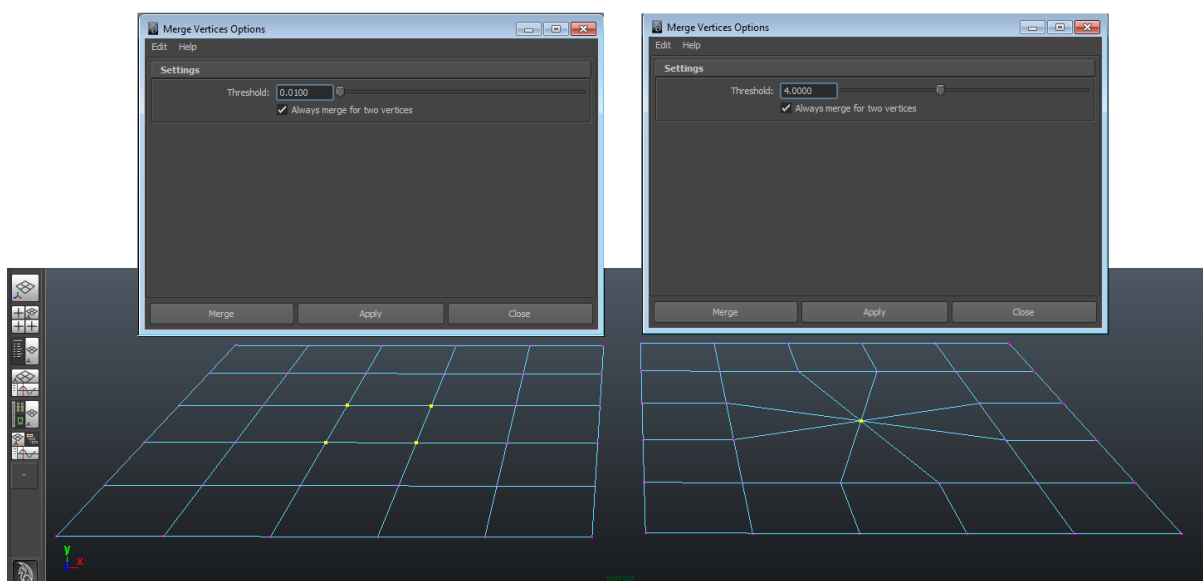 Merge Vertices Options
Edit Help
Settings
Threshold: 0.0100
Always merge for two vertices
Merge Apply Close
Merge Vertices Options
Edit Help
Settings
Threshold: 4.0000
Always merge for two vertices
Merge Apply Close
y
x
persp